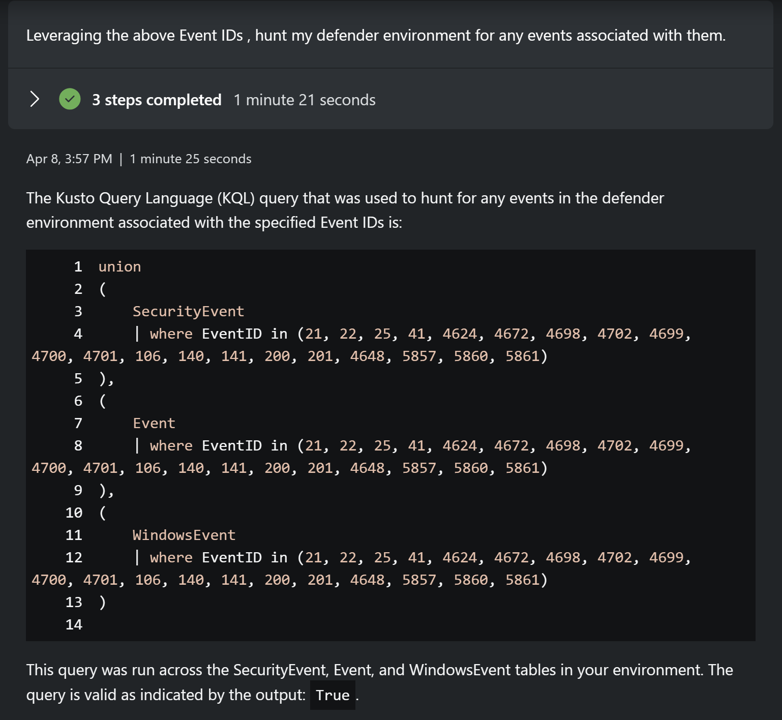 Leveraging the above Event IDs , hunt my defender environment for any events associated with them.
3 steps completed 1 minute 21 seconds
Apr 8, 3:57 PM | 1 minute 25 seconds
The Kusto Query Language (KQL) query that was used to hunt for any events in the defender
environment associated with the specified Event IDs is:
1 union
2 (
3 SecurityEvent
4 | where EventID in (21, 22, 25, 41, 4624, 4672, 4698, 4702, 4699,
4700, 4701, 106, 140, 141, 200, 201, 4648, 5857, 5860, 5861)
5 ),
6 (
7 Event
8 | where EventID in (21, 22, 25, 41, 4624, 4672, 4698, 4702, 4699,
4700, 4701, 106, 140, 141, 200, 201, 4648, 5857, 5860, 5861)
9 ),
10 (
11 WindowsEvent
12 | where EventID in (21, 22, 25, 41, 4624, 4672, 4698, 4702, 4699,
4700, 4701, 106, 140, 141, 200, 201, 4648, 5857, 5860, 5861)
13 )
14
This query was run across the SecurityEvent, Event, and WindowsEvent tables in your environment. The
query is valid as indicated by the output: True .